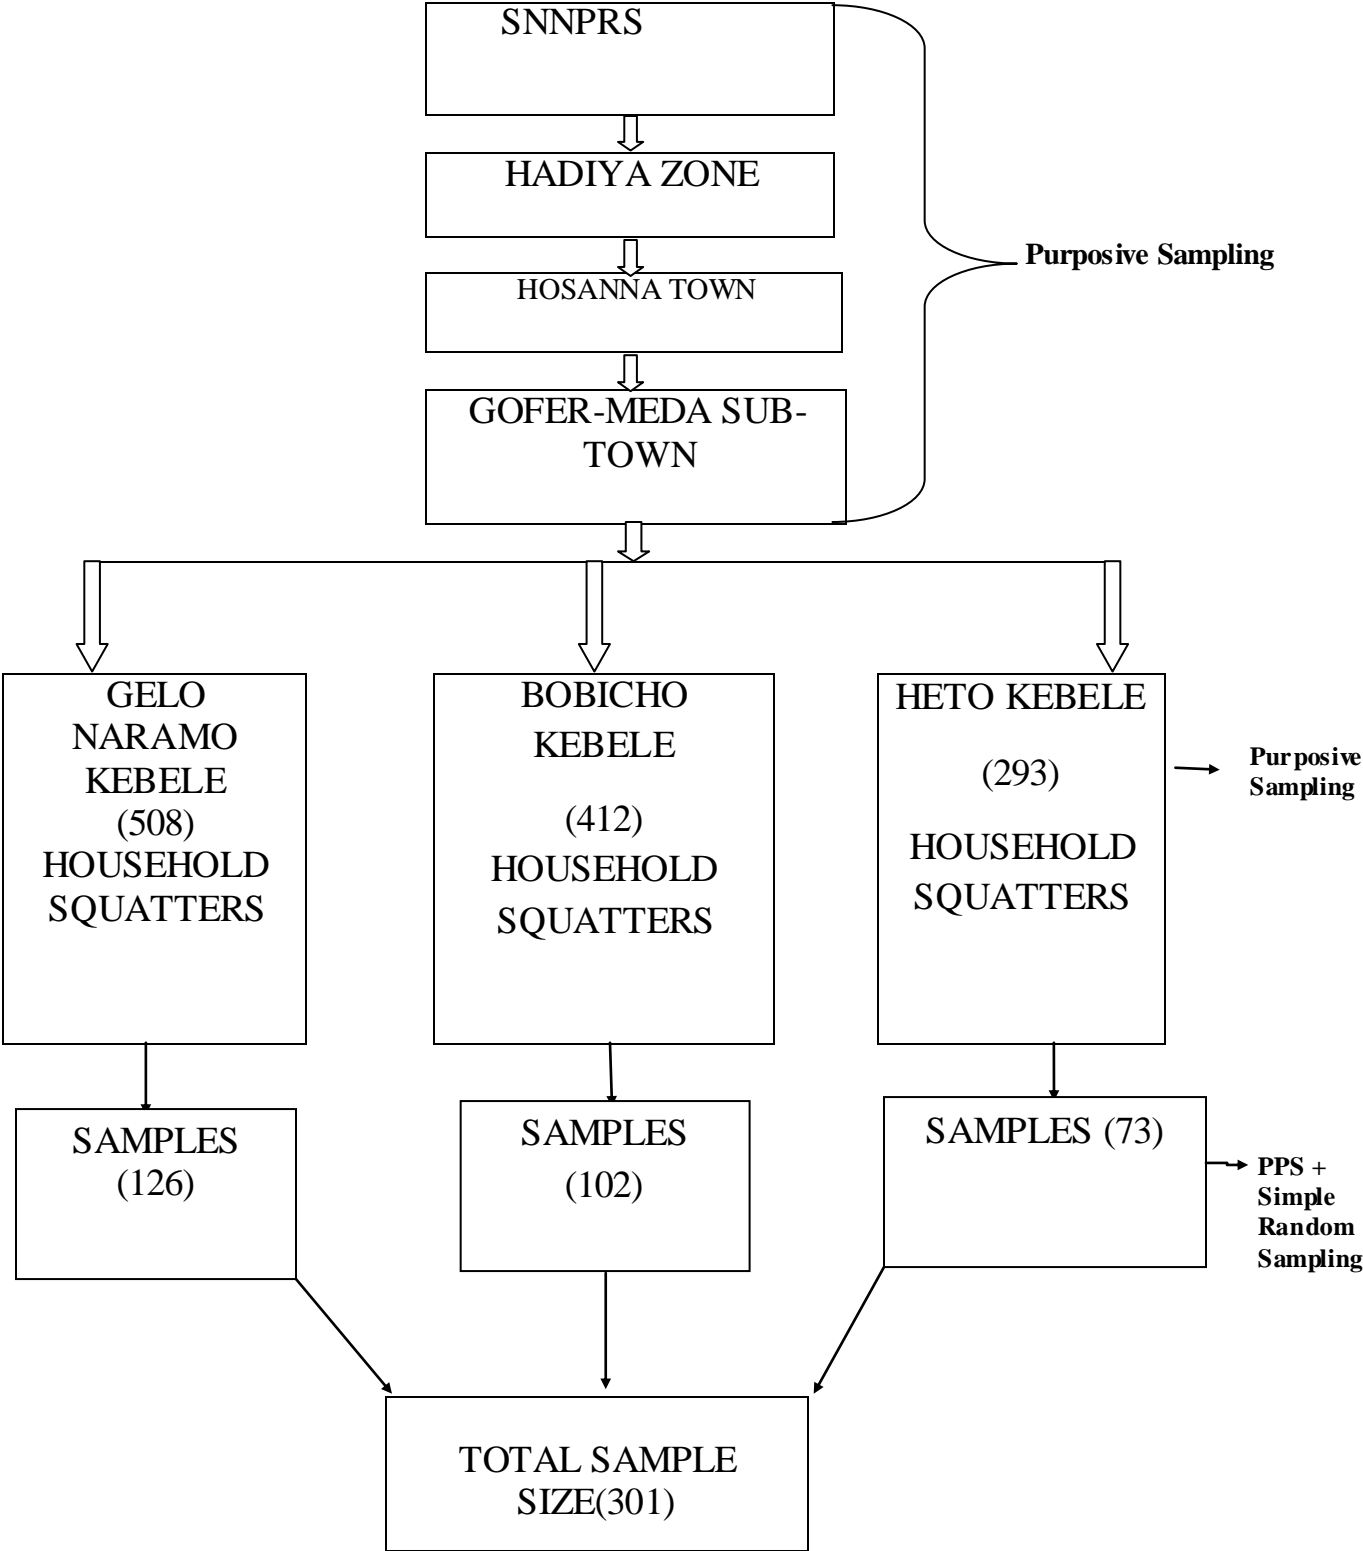 SNNPRS
HADIYA ZONE
Purposive Sampling
HOSANNA TOWN
GOFER-MEDA SUB-
TOWN
GELO
NARAMO
KEBELE
(508)
HOUSEHOLD
SQUATTERS
BOBICHO
KEBELE
(412)
HOUSEHOLD
SQUATTERS
HETO KEBELE
(293)
HOUSEHOLD
SQUATTERS
Purposive
Sampling
SAMPLES
(126)
SAMPLES
(102)
SAMPLES (73)
PPS +
Simple
Random
Sampling
TOTAL SAMPLE
SIZE(301)